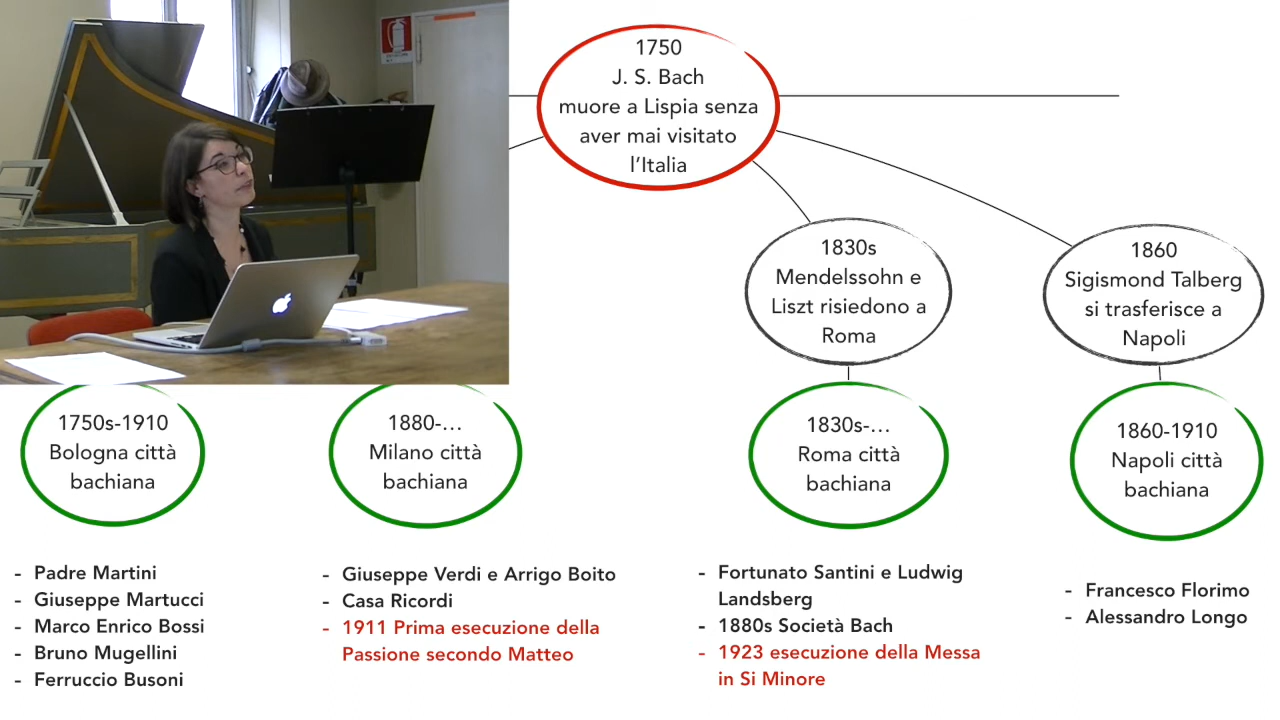 1750
J. S. Bach
muore a Lispia senza
aver mai visitato
l'Italia
1830s
Mendelssohn e
Liszt risiedono a
Roma
1860
Sigismond Talberg
si trasferisce a
Napoli
1750s-1910
Bologna città
bachiana
1880-…
Milano città
bachiana
1830s-…
Roma città
bachiana
1860-1910
Napoli città
bachiana
- Padre Martini
- Giuseppe Martucci
- Marco Enrico Bossi
- Bruno Mugellini
- Ferruccio Busoni
- Giuseppe Verdi e Arrigo Boito
- Casa Ricordi
- 1911 Prima esecuzione della
Passione secondo Matteo
- Fortunato Santini e Ludwig
Landsberg
- 1880s Società Bach
- 1923 esecuzione della Messa
in Si Minore
- Francesco Florimo
- Alessandro Longo